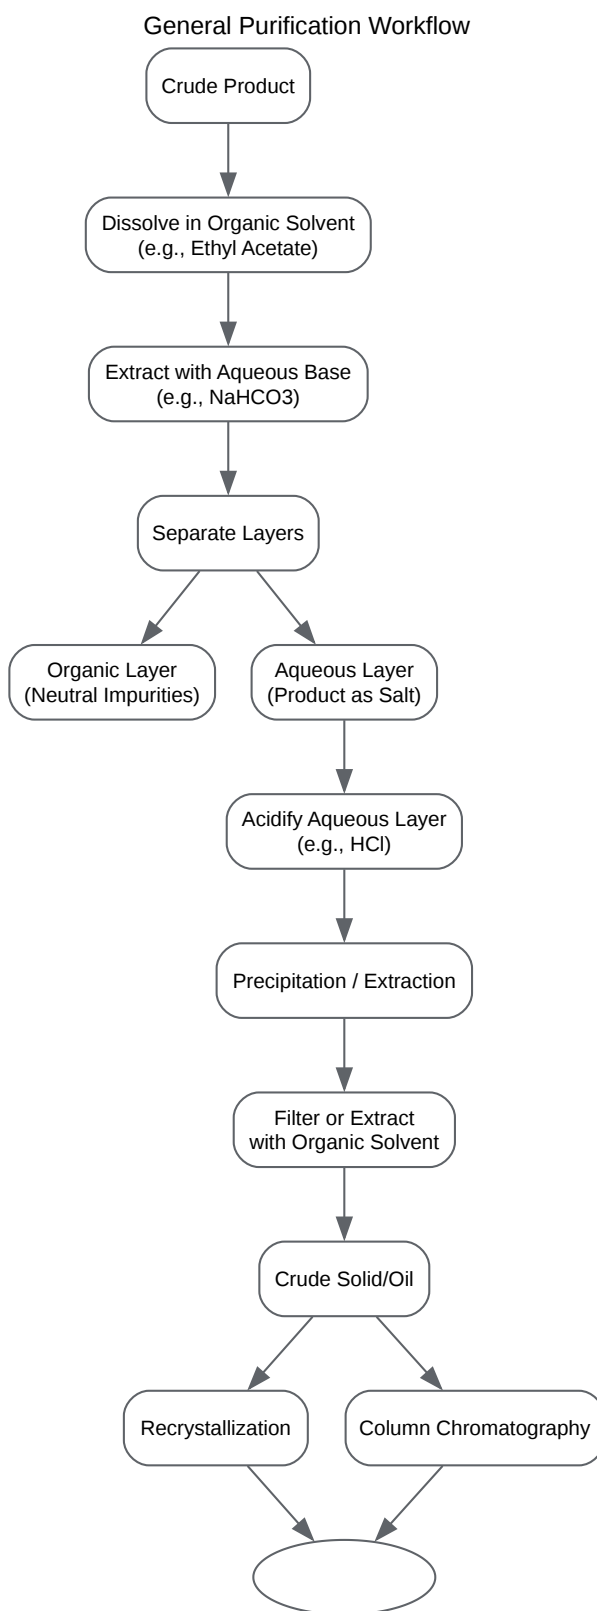 General Purification Workflow
Crude Product
Dissolve in Organic Solvent
(e.g., Ethyl Acetate)
Extract with Aqueous Base
(e.g., NaHCO3)
Separate Layers
Organic Layer
(Neutral Impurities)
Aqueous Layer
(Product as Salt)
Acidify Aqueous Layer
(e.g., HCl)
Precipitation / Extraction
Filter or Extract
with Organic Solvent
Crude Solid/Oil
Recrystallization
Column Chromatography